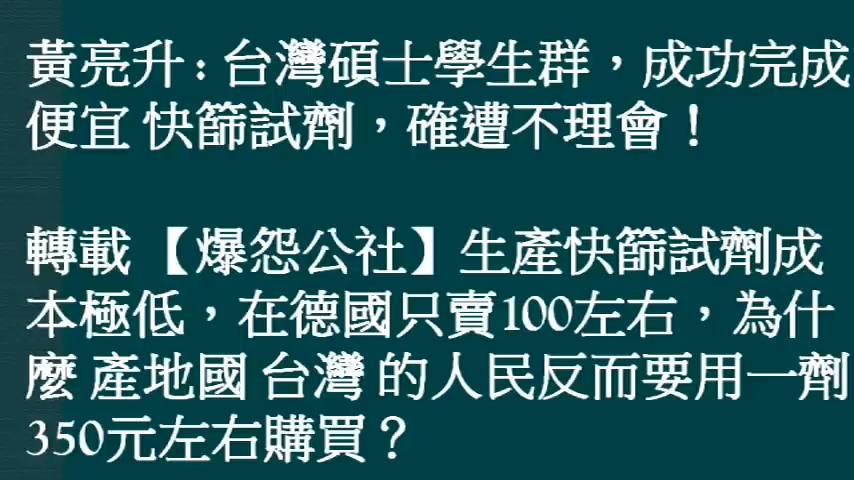 黃亮升 : 台灣碩士學生群，成功完成
便宜 快篩試劑，確遭不理會！
轉載 【爆怨公社】生產快篩試劑成
本極低，在德國只賣100左右，為什
麼 產地國 台灣 的人民反而要用一劑
350元左右購買？